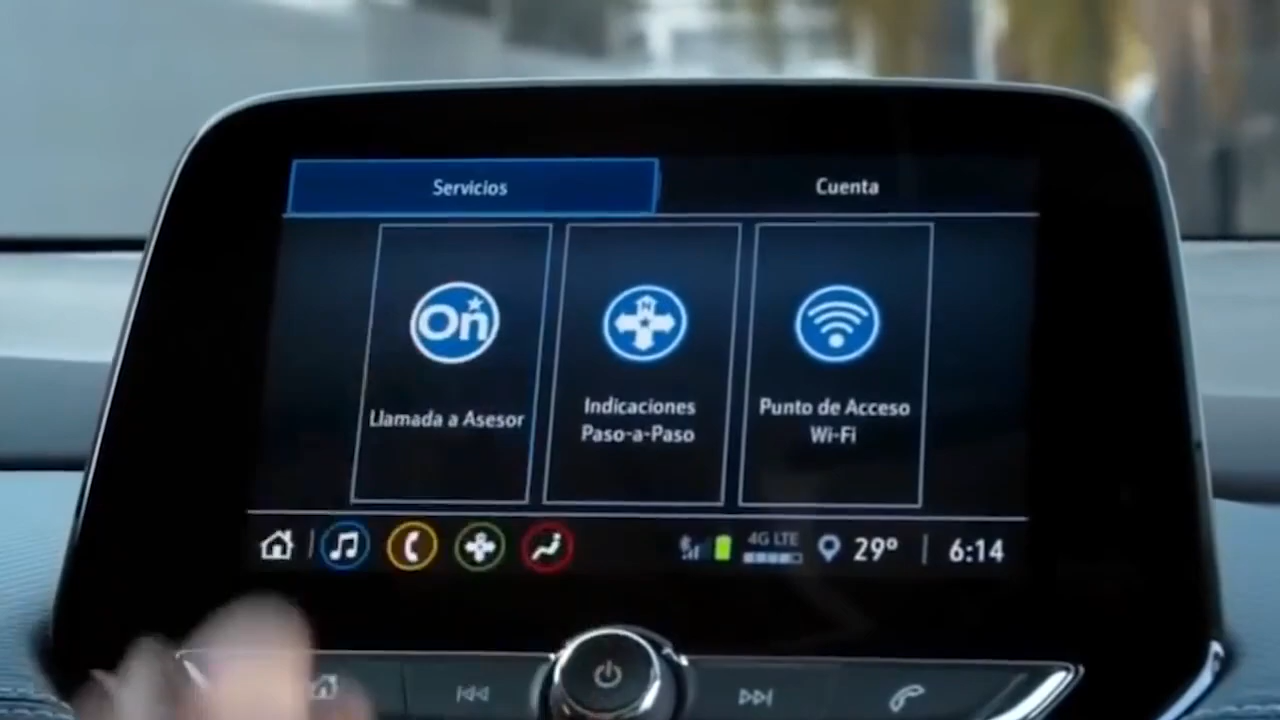 Servicios
Cuenta
On
N
Llamada a Asesor
Indicaciones
Paso-a-Paso
Punto de Acceso
Wi-Fi
4G LTE
29°
6:14